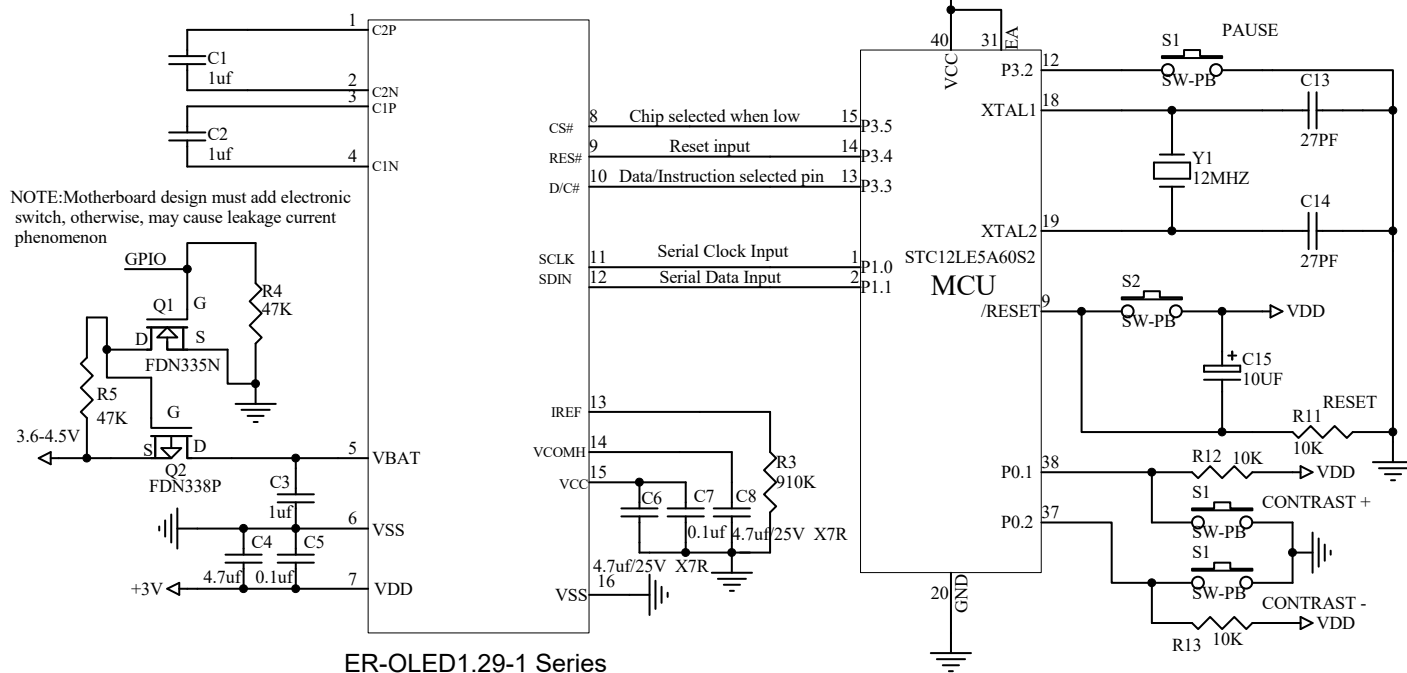 1
C2P
C1
1uf
2
C2N
3
C1P
C2
1uf
4
C1N
NOTE:Motherboard design must add electronic
switch, otherwise, may cause leakage current
phenomenon
GPIO
Q1
G
D
S
FDN335N
R4
47K
R5
47K
G
3.6-4.5V
S
D
Q2
FDN338P
5
VBAT
C3
1uf
6
VSS
C4
4.7uf
C5
0.1uf
+3V
7
VDD
CS#
8
Chip selected when low
15
P3.5
RES#
9
Reset input
14
P3.4
D/C#
10
Data/Instruction selected pin
13
P3.3
SCLK
11
Serial Clock Input
1
P1.0
SDIN
12
Serial Data Input
2
P1.1
IREF
13
VCOMH
14
VCC
15
R3
910K
C6
C7
C8
0.1uf
4.7uf/25V X7R
4.7uf/25V X7R
VSS
16
ER-OLED1.29-1 Series
40
VCC
31
EA
P3.2
12
S1
PAUSE
SW-PB
XTAL1
18
C13
27PF
Y1
12MHZ
XTAL2
19
C14
27PF
STC12LE5A60S2
MCU
/RESET
9
S2
SW-PB
VDD
C15
+
10UF
RESET
R11
10K
P0.1
38
R12
10K
VDD
S1
CONTRAST +
SW-PB
P0.2
37
S1
SW-PB
CONTRAST -
R13
10K
VDD
20
GND